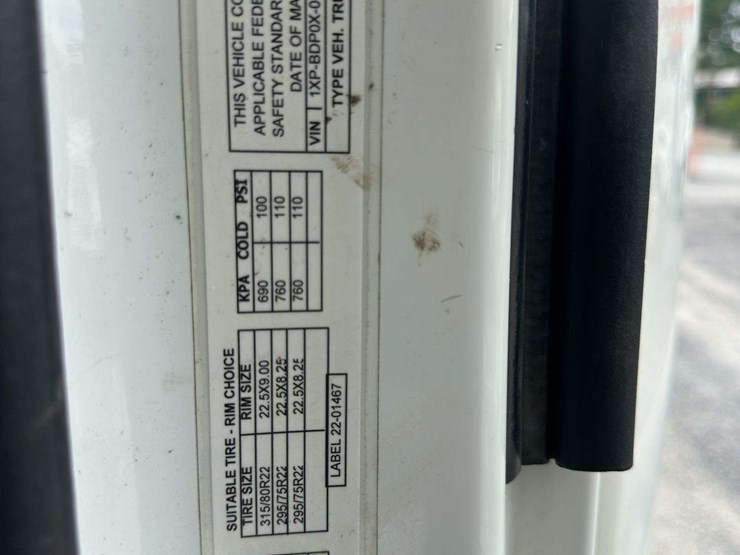 SUITABLE TIRE - RIM CHOICE
TIRE SIZE RIM SIZE KPA COLD PSI
315/80R22 22.5X9.00 690 100
295/75R22 22.5X8.25 760 110
295/75R22 22.5X8.25 760 110
LABEL 22-01467
THIS VEHICLE CO
APPLICABLE FEDE
SAFETY STANDAR
DATE OF MA
VIN 1XP-BDP0X-0
TYPE VEH. TR